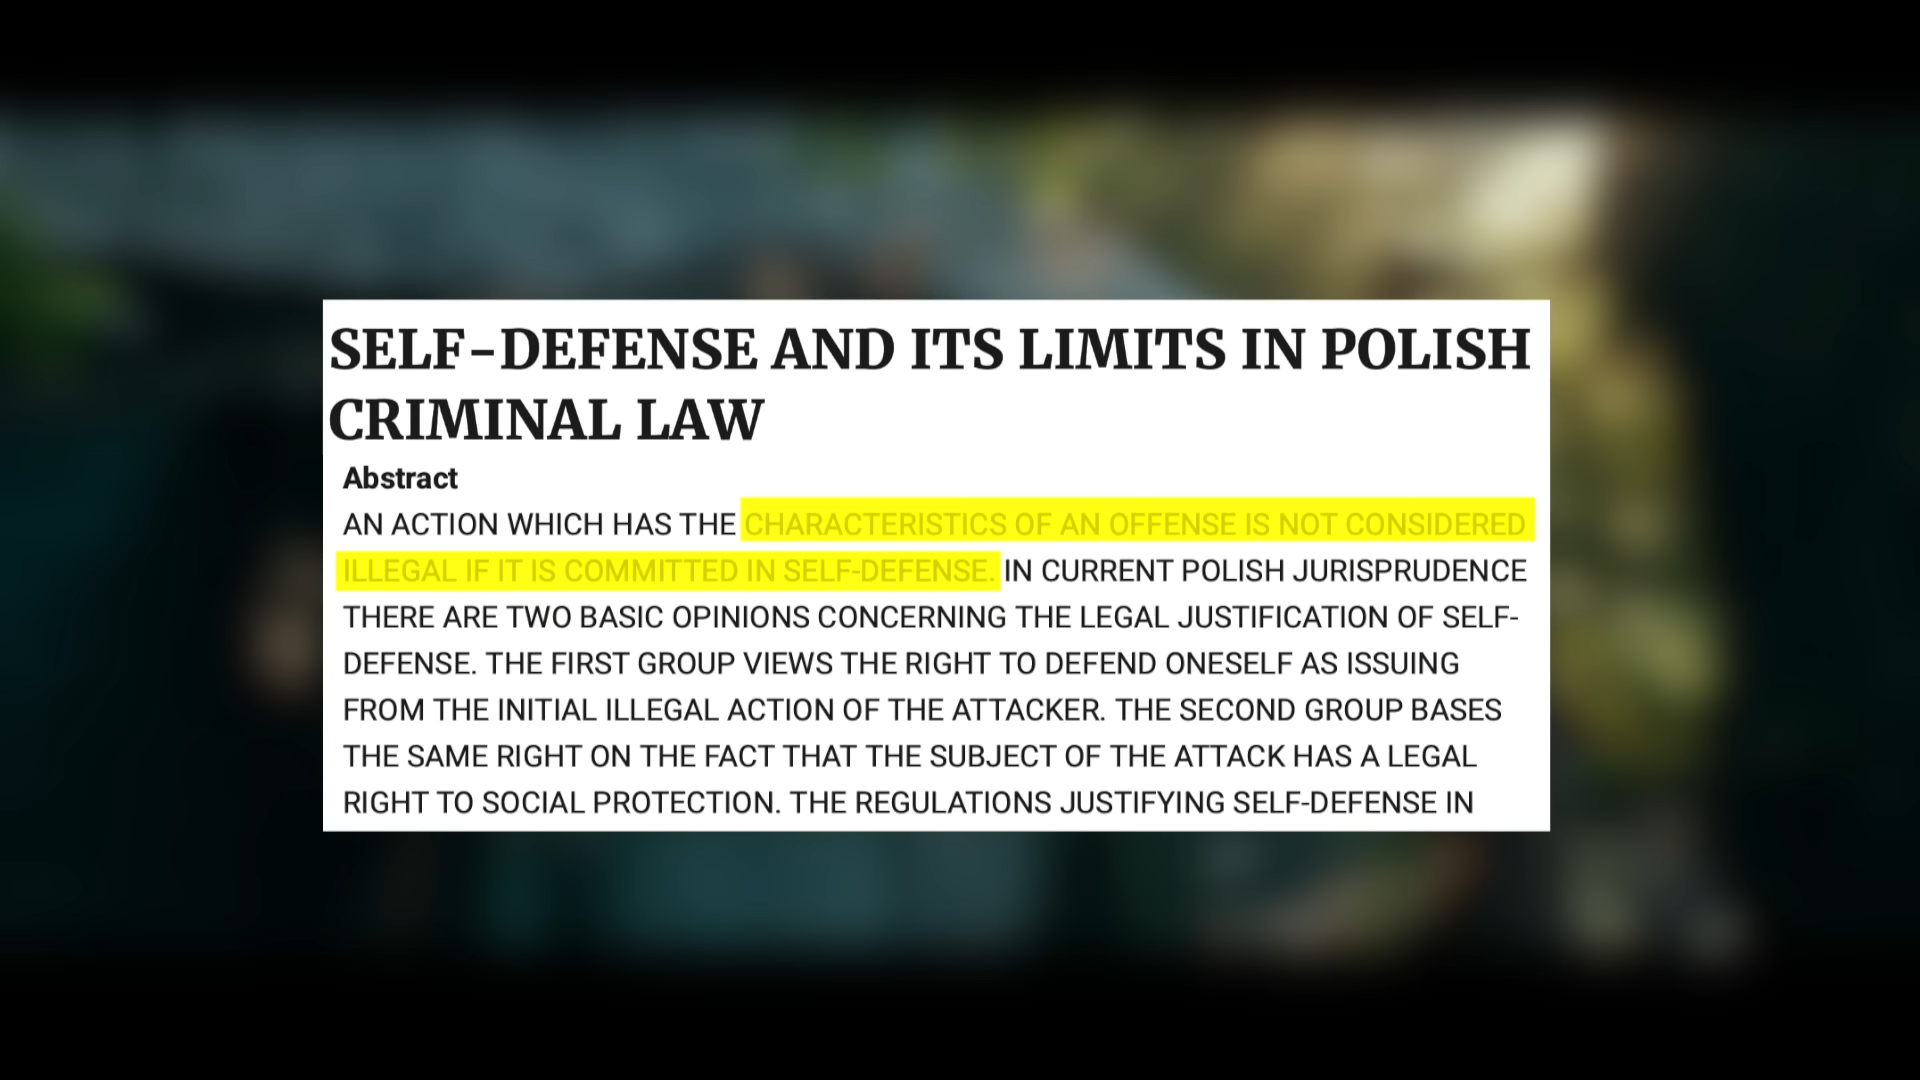 SELF-DEFENSE AND ITS LIMITS IN POLISH
CRIMINAL LAW
Abstract
AN ACTION WHICH HAS THE CHARACTERISTICS OF AN OFFENSE IS NOT CONSIDERED
ILLEGAL IF IT IS COMMITTED IN SELF-DEFENSE. IN CURRENT POLISH JURISPRUDENCE
THERE ARE TWO BASIC OPINIONS CONCERNING THE LEGAL JUSTIFICATION OF SELF-
DEFENSE. THE FIRST GROUP VIEWS THE RIGHT TO DEFEND ONESELF AS ISSUING
FROM THE INITIAL ILLEGAL ACTION OF THE ATTACKER. THE SECOND GROUP BASES
THE SAME RIGHT ON THE FACT THAT THE SUBJECT OF THE ATTACK HAS A LEGAL
RIGHT TO SOCIAL PROTECTION. THE REGULATIONS JUSTIFYING SELF-DEFENSE IN